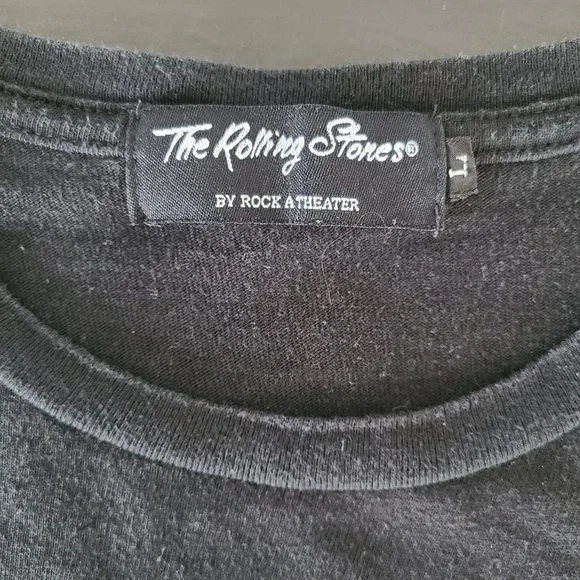 The Rolling Stones®
BY ROCK A THEATER
L